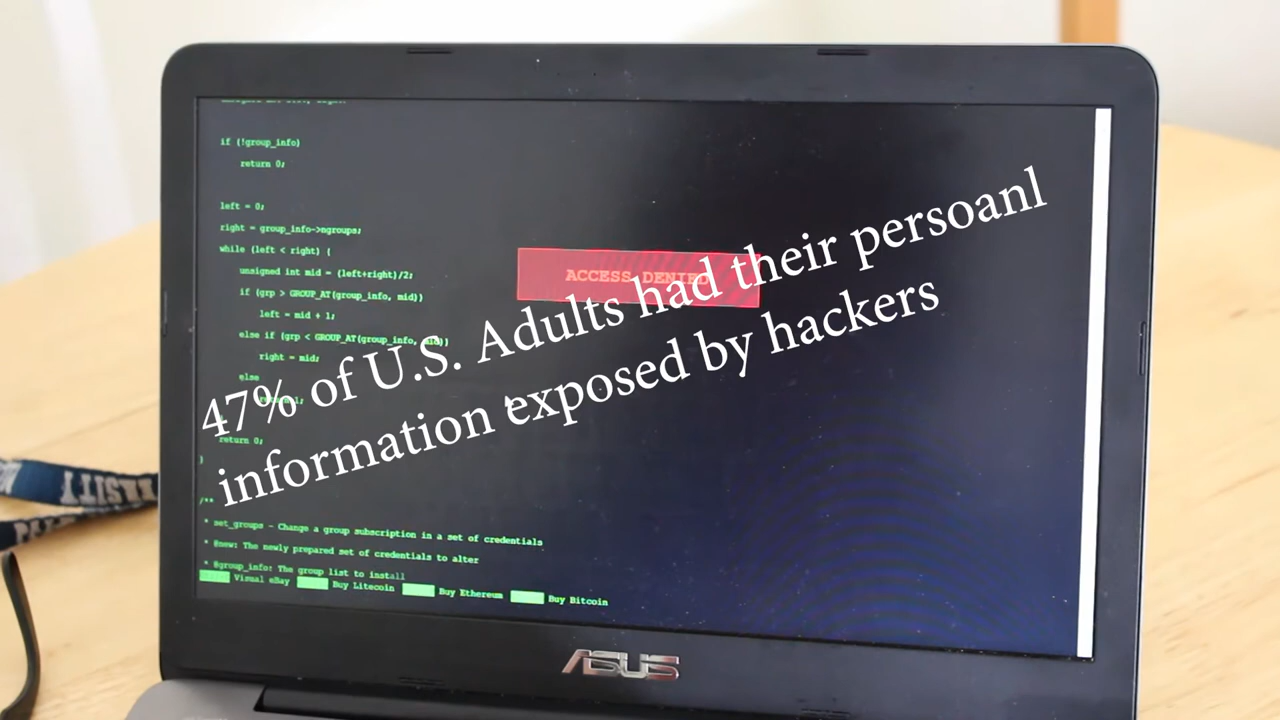 if (!group_info)
return 0;
left = 0;
right = group_info->ngroups;
while (left < right) {
unsigned int mid = (left+right)/2;
if (grp > GROUP_AT(group_info, mid))
left = mid + 1;
else if (grp < GROUP_AT(group_info, mid))
right = mid;
else
return 0;
}
ACCESS DENIED
47% of U.S. Adults had their persoanl
information exposed by hackers
/**
* set_groups - Change a group subscription in a set of credentials
* @new: The newly prepared set of credentials to alter
* @group_info: The group list to install
Visual eBay Buy Litecoin Buy Ethereum Buy Bitcoin
ASUS